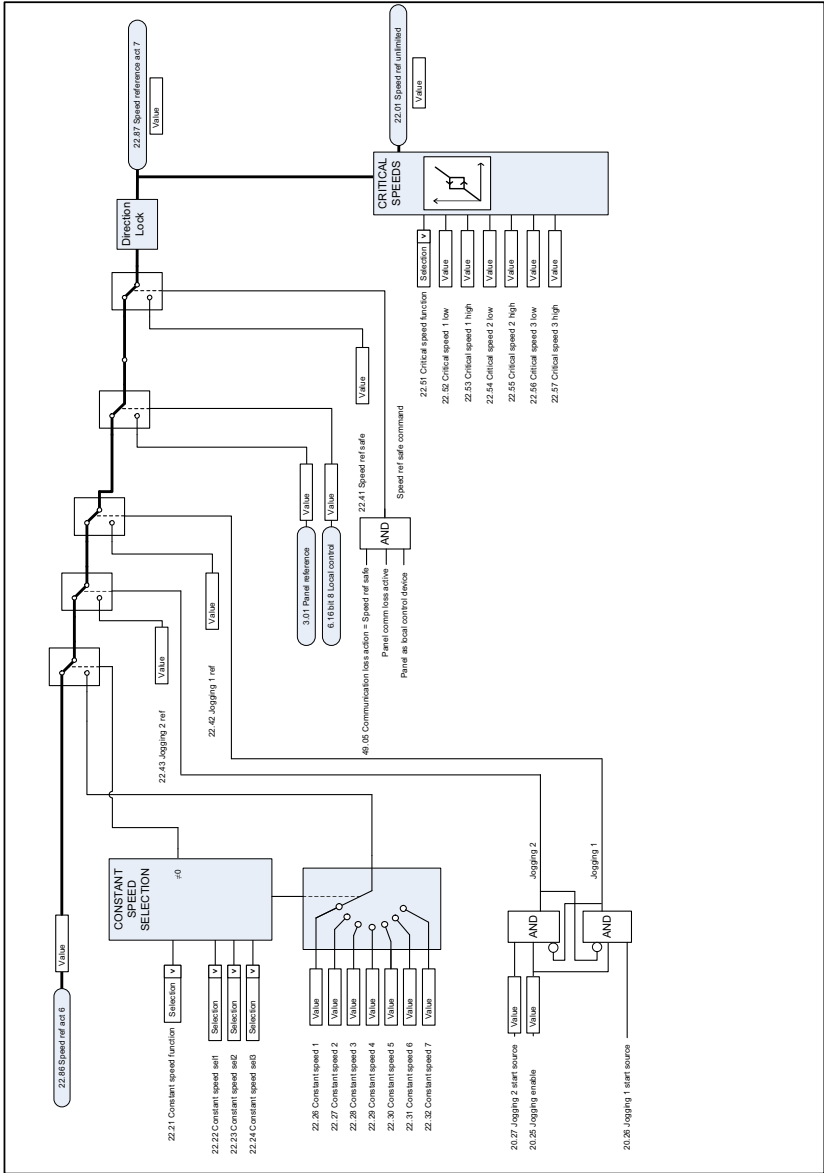 22.86 Speed ref act 6
Value
22.87 Speed reference act 7
Value
Direction
Lock
CONSTANT
SPEED
SELECTION
≠0
22.21 Constant speed function
Selection
v
22.22 Constant speed sel1
Selection
v
22.23 Constant speed sel2
Selection
v
22.24 Constant speed sel3
Selection
v
22.26 Constant speed 1
Value
22.27 Constant speed 2
Value
22.28 Constant speed 3
Value
22.29 Constant speed 4
Value
22.30 Constant speed 5
Value
22.31 Constant speed 6
Value
22.32 Constant speed 7
Value
22.43 Jogging 2 ref
Value
22.42 Jogging 1 ref
Value
3.01 Panel reference
Value
6.16 bit 8 Local control
Value
22.41 Speed ref safe
Value
49.05 Communication loss action = Speed ref safe
Panel comm loss active
Panel as local control device
AND
Speed ref safe command
22.01 Speed ref unlimited
Value
CRITICAL
SPEEDS
22.51 Critical speed function
Selection
v
22.52 Critical speed 1 low
Value
22.53 Critical speed 1 high
Value
22.54 Critical speed 2 low
Value
22.55 Critical speed 2 high
Value
22.56 Critical speed 3 low
Value
22.57 Critical speed 3 high
Value
20.27 Jogging 2 start source
Value
20.25 Jogging enable
Value
20.26 Jogging 1 start source
AND
AND
Jogging 2
Jogging 1